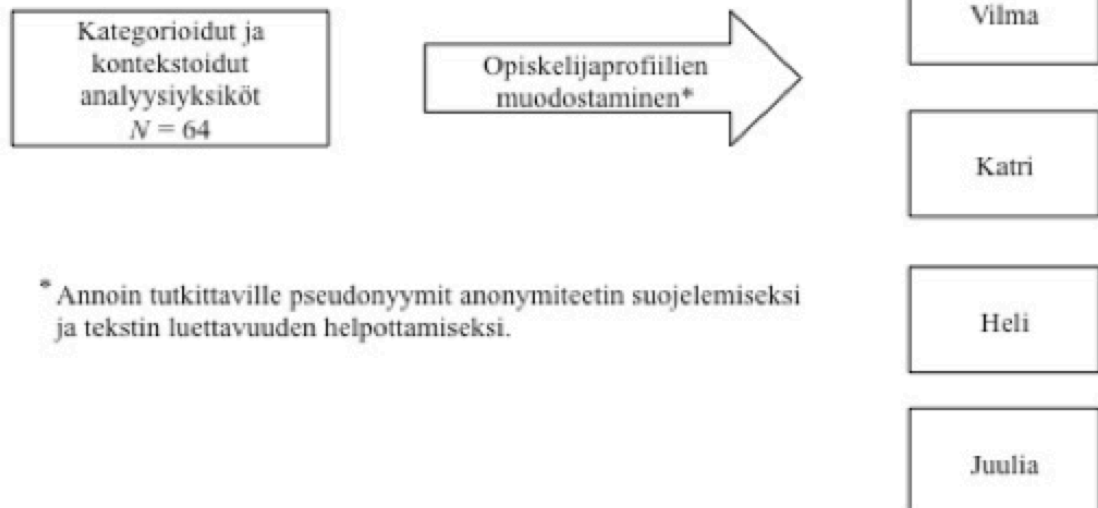 Kategorioidut ja
kontekstoidut
analyysiyksiköt
N = 64
Opiskelijaprofiilien
muodostaminen*
Vilma
Katri
Heli
Juulia
* Annoin tutkittaville pseudonyymit anonymiteetin suojelemiseksi
ja tekstin luettavuuden helpottamiseksi.